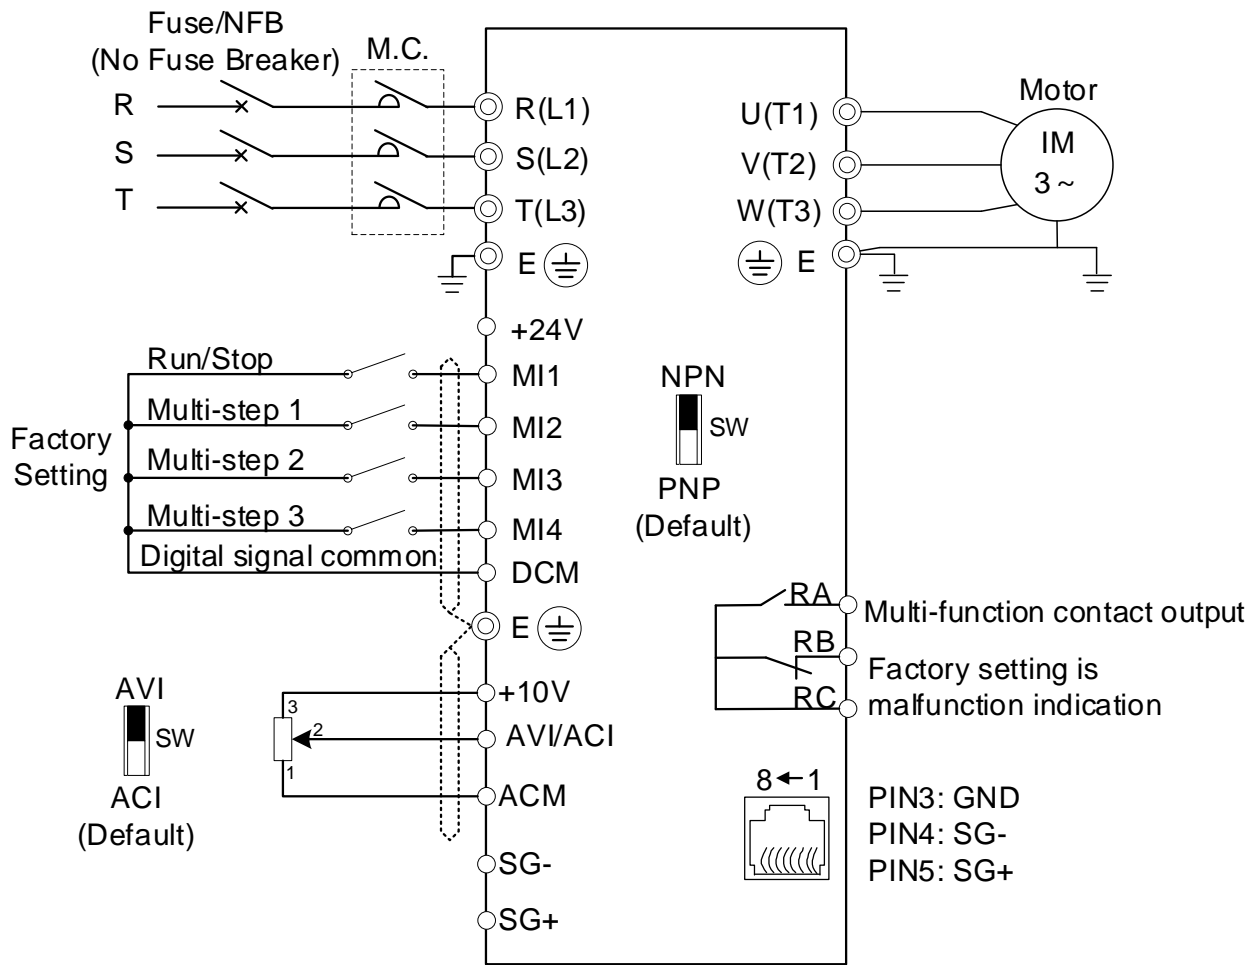 Fuse/NFB
(No Fuse Breaker)
M.C.
R
S
T
R(L1)
S(L2)
T(L3)
E
U(T1)
V(T2)
W(T3)
E
Motor
IM
3 ~
+24V
Run/Stop
MI1
Multi-step 1
MI2
Multi-step 2
MI3
Multi-step 3
MI4
Digital signal common
DCM
Factory
Setting
E
NPN
SW
PNP
(Default)
RA
Multi-function contact output
RB
RC
Factory setting is
malfunction indication
AVI
SW
ACI
(Default)
3
2
1
+10V
AVI/ACI
ACM
SG-
SG+
8 ← 1
PIN3: GND
PIN4: SG-
PIN5: SG+